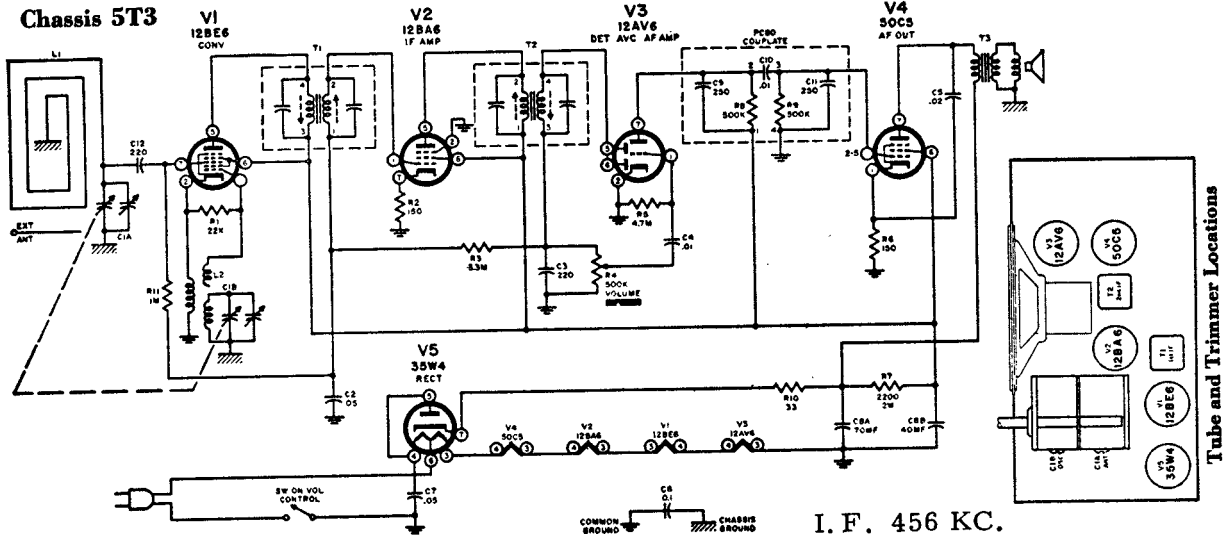 Chassis 5T3
V1
12BE6
CONV
V2
12BA6
IF AMP
V3
12AV6
DET AVC AF AMP
V4
50C5
AF OUT
L1
T1
T2
PC90
COUPLATE
T3
C9
250
C10
.01
C11
250
R8
500K
R9
500K
C5
.02
C12
220
EXT
ANT
C1A
R1
22K
R2
150
R5
4.7M
C4
.01
R6
150
R3
3.3M
C3
220
R4
500K
VOLUME
R11
1M
L2
C1B
C2
.05
V5
35W4
RECT
R10
33
R7
2200
2W
C8A
70MF
C8B
40MF
V4
50C5
V2
12BA6
V1
12BE6
V3
12AV6
C7
.05
SW ON VOL
CONTROL
C6
0.1
COMMON
GROUND
CHASSIS
GROUND
I.F. 456 KC.
V3
12AV6
V4
50C5
T2
V2
12BA6
T1
V1
12BE6
V5
35W4
C1B
OSC
C1A
ANT
Tube and Trimmer Locations